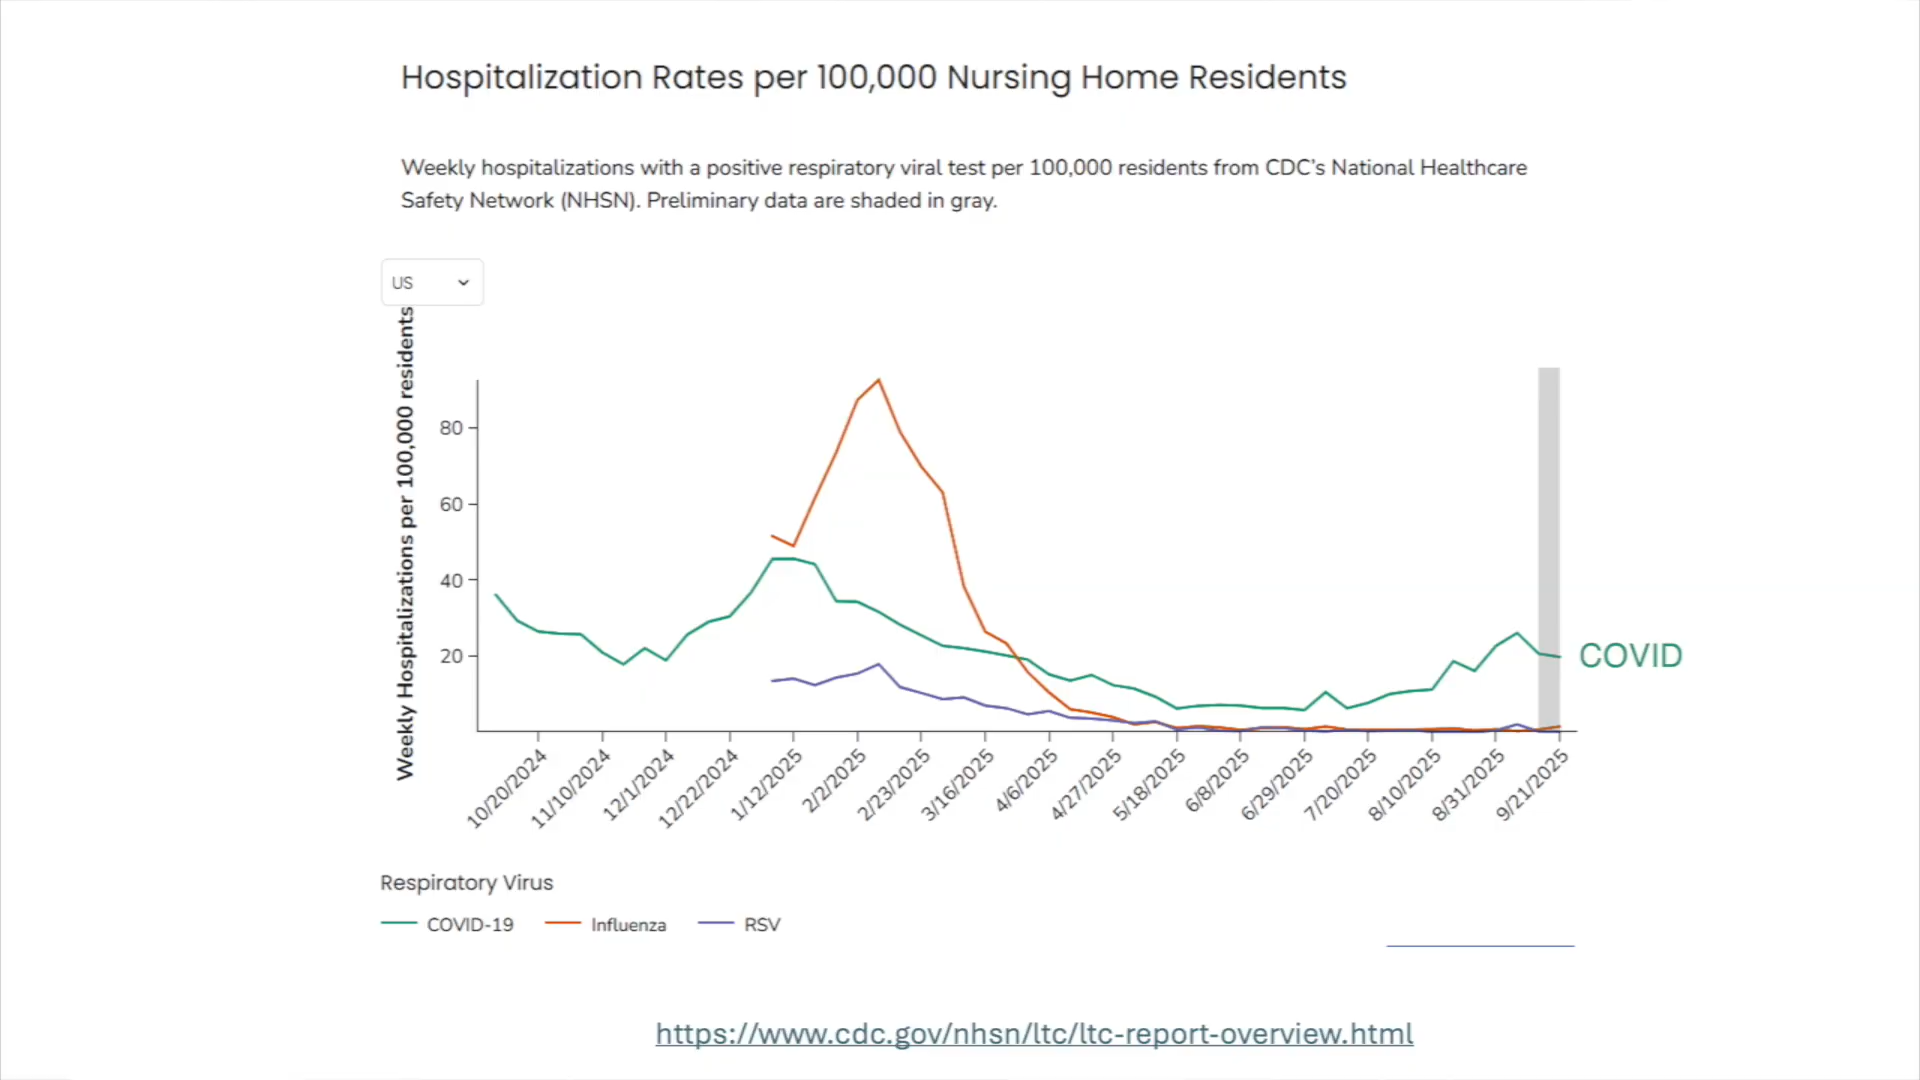 Hospitalization Rates per 100,000 Nursing Home Residents
Weekly hospitalizations with a positive respiratory viral test per 100,000 residents from CDC's National Healthcare
Safety Network (NHSN). Preliminary data are shaded in gray.
US
Weekly Hospitalizations per 100,000 residents
80
60
40
20
COVID
10/20/2024
11/10/2024
12/1/2024
12/22/2024
1/12/2025
2/2/2025
2/23/2025
3/16/2025
4/6/2025
4/27/2025
5/18/2025
6/8/2025
6/29/2025
7/20/2025
8/10/2025
8/31/2025
9/21/2025
Respiratory Virus
COVID-19 Influenza RSV
https://www.cdc.gov/nhsn/ltc/ltc-report-overview.html